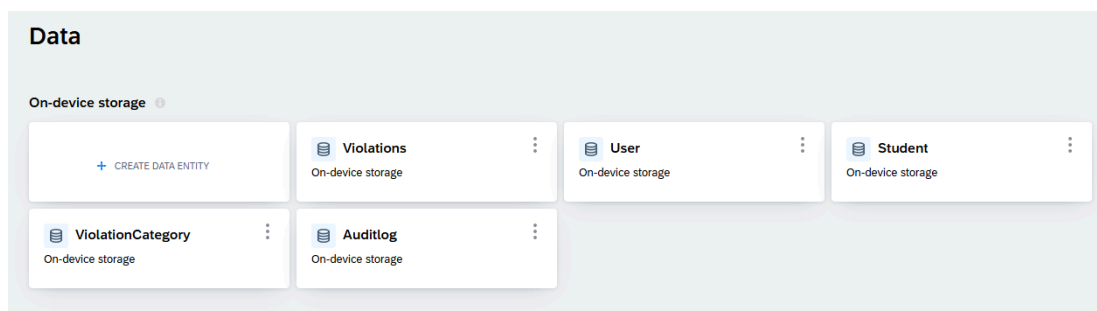 Data
On-device storage
+ CREATE DATA ENTITY
Violations
On-device storage
User
On-device storage
Student
On-device storage
ViolationCategory
On-device storage
Auditlog
On-device storage